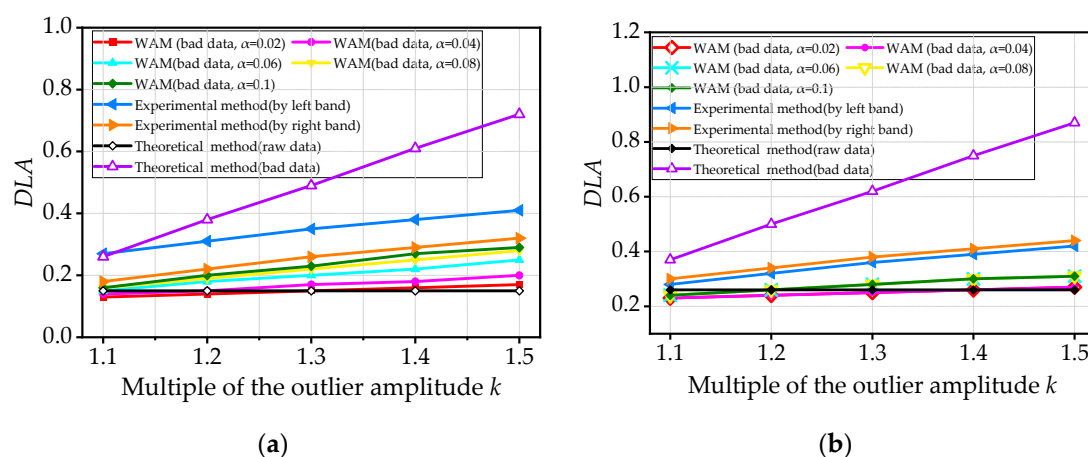 1.0
WAM (bad data, α=0.02) WAM(bad data, α=0.04)
WAM(bad data, α=0.06) WAM(bad data, α=0.08)
WAM(bad data, α=0.1)
Experimental method(by left band)
Experimental method(by right band)
Theoretical method(raw data)
Theoretical method(bad data)
0.8
0.6
0.4
0.2
0.0
DLA
1.1 1.2 1.3 1.4 1.5
Multiple of the outlier amplitude k
(a)
1.2
WAM (bad data, α=0.02) WAM (bad data, α=0.04)
WAM (bad data, α=0.06) WAM (bad data, α=0.08)
WAM (bad data, α=0.1)
Experimental method(by left band)
Experimental method(by right band)
Theoretical method(raw data)
Theoretical method(bad data)
1.0
0.8
0.6
0.4
0.2
DLA
1.1 1.2 1.3 1.4 1.5
Multiple of the outlier amplitude k
(b)